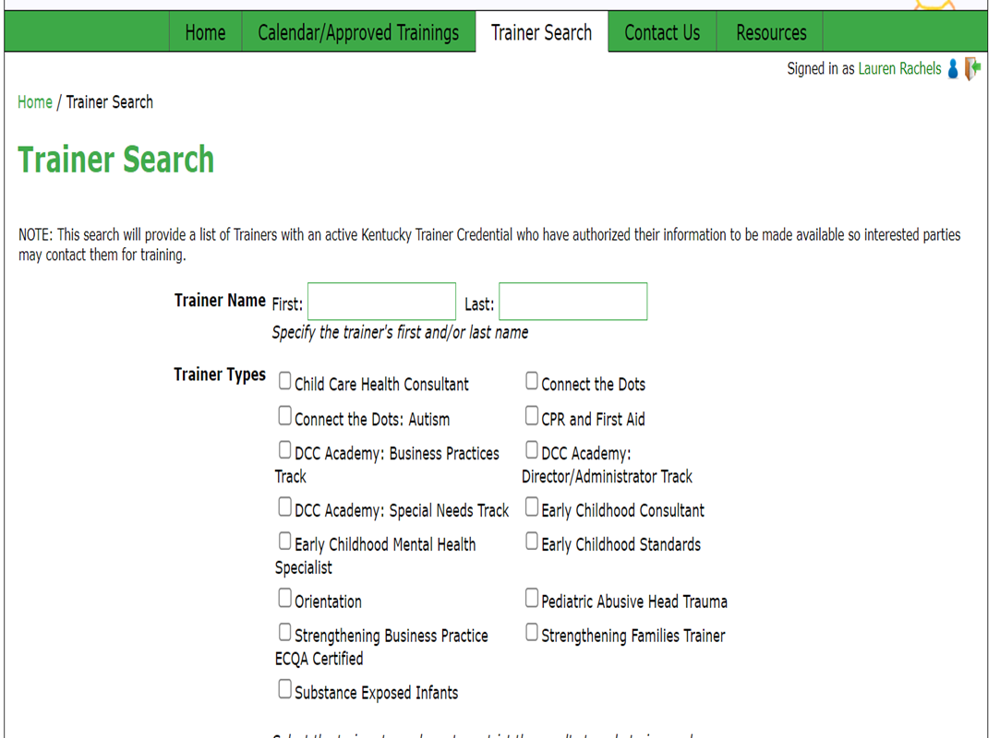 Home Calendar/Approved Trainings Trainer Search Contact Us Resources
Signed in as Lauren Rachels
Home / Trainer Search
Trainer Search
NOTE: This search will provide a list of Trainers with an active Kentucky Trainer Credential who have authorized their information to be made available so interested parties
may contact them for training.
Trainer Name First: Last:
Specify the trainer's first and/or last name
Trainer Types
Child Care Health Consultant Connect the Dots
Connect the Dots: Autism CPR and First Aid
DCC Academy: Business Practices DCC Academy:
Track Director/Administrator Track
DCC Academy: Special Needs Track Early Childhood Consultant
Early Childhood Mental Health Early Childhood Standards
Specialist
Orientation Pediatric Abusive Head Trauma
Strengthening Business Practice Strengthening Families Trainer
ECQA Certified
Substance Exposed Infants